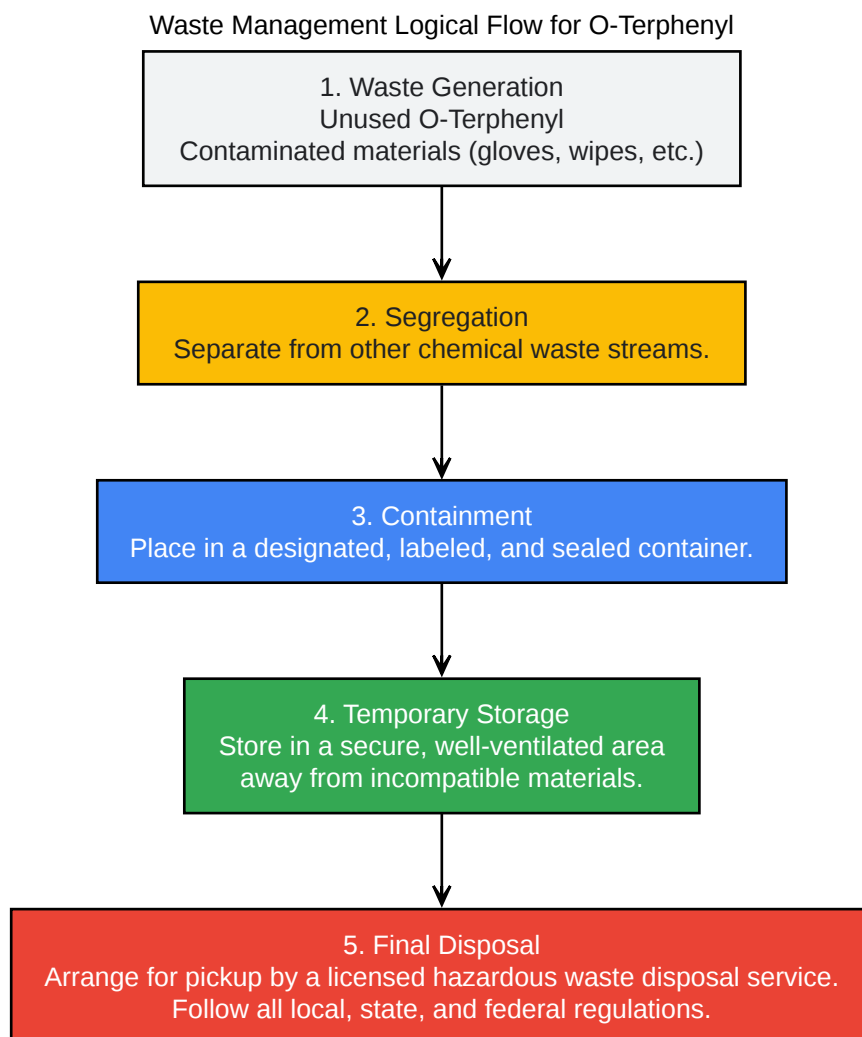 Waste Management Logical Flow for O-Terphenyl
1. Waste Generation
Unused O-Terphenyl
Contaminated materials (gloves, wipes, etc.)
2. Segregation
Separate from other chemical waste streams.
3. Containment
Place in a designated, labeled, and sealed container.
4. Temporary Storage
Store in a secure, well-ventilated area
away from incompatible materials.
5. Final Disposal
Arrange for pickup by a licensed hazardous waste disposal service.
Follow all local, state, and federal regulations.